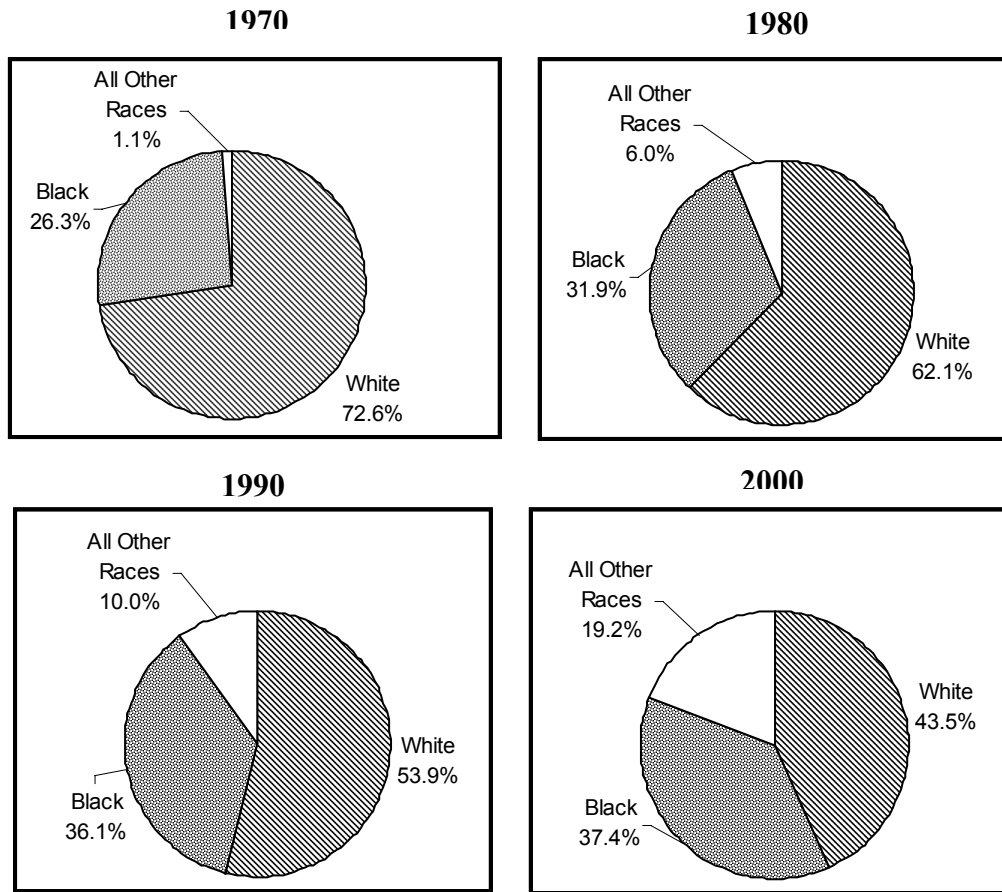 1970
All Other
Races
1.1%
Black
26.3%
White
72.6%
1980
All Other
Races
6.0%
Black
31.9%
White
62.1%
1990
All Other
Races
10.0%
White
53.9%
Black
36.1%
2000
All Other
Races
19.2%
White
43.5%
Black
37.4%